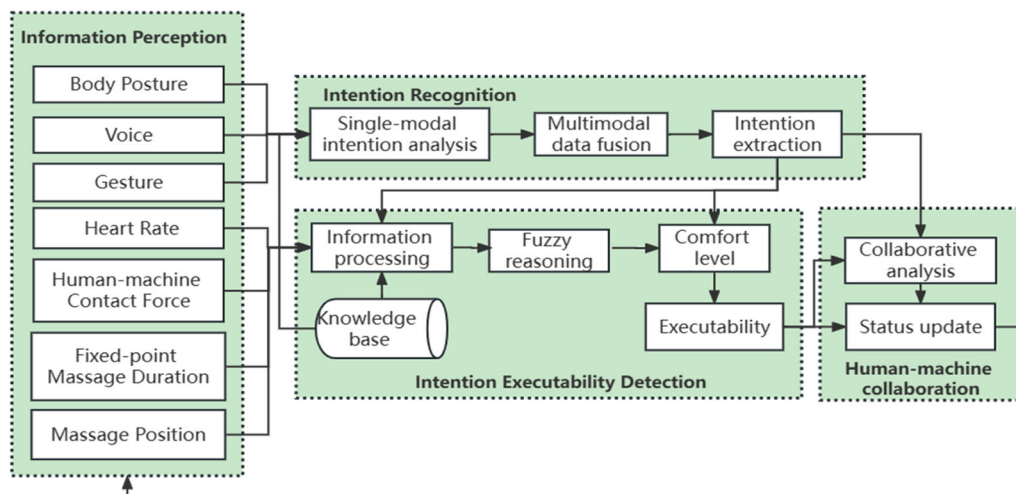 Information Perception
Body Posture
Voice
Gesture
Heart Rate
Human-machine
Contact Force
Fixed-point
Massage Duration
Massage Position
Intention Recognition
Single-modal
intention analysis
Multimodal
data fusion
Intention
extraction
Information
processing
Fuzzy
reasoning
Comfort
level
Knowledge
base
Executability
Intention Executability Detection
Collaborative
analysis
Status update
Human-machine
collaboration